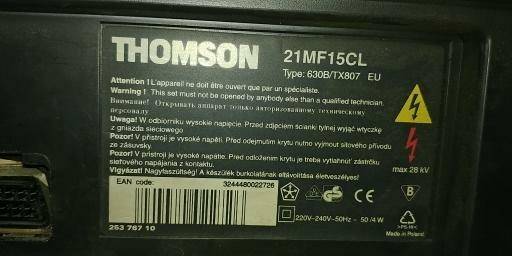 THOMSON 21MF15CL
Type: 630B/TX807 EU
Attention ! L'appareil ne doit être ouvert que par un spécialiste.
Warning ! This set must not be opened by anybody else than a qualified technician.
Внимание! Открывать аппарат только авторизованному техническому
персоналу
Uwaga! W odbiorniku wysokie napięcie. Przed zdjęciem ścianki tylnej wyjąć wtyczkę
z gniazda sieciowego
Pozor! V přístroji je vysoké napětí. Před odejmutím krytu nutno vyjmout síťového přívodu
ze zásuvky.
Pozor! V prístroji je vysoké napätie. Pred odložením krytu je treba vytiahnuť zástrčku
sieťového napájania z kontaktu.
Vigyázat! Nagyfeszültség! A készülék burkolatának eltávolítása életveszélyes!
max 28 kV
EAN code: 3244480022726
253 767 10
220V~240V~50Hz ~ 50 /4 W
CE
B
>PS-HI<
Made in Poland